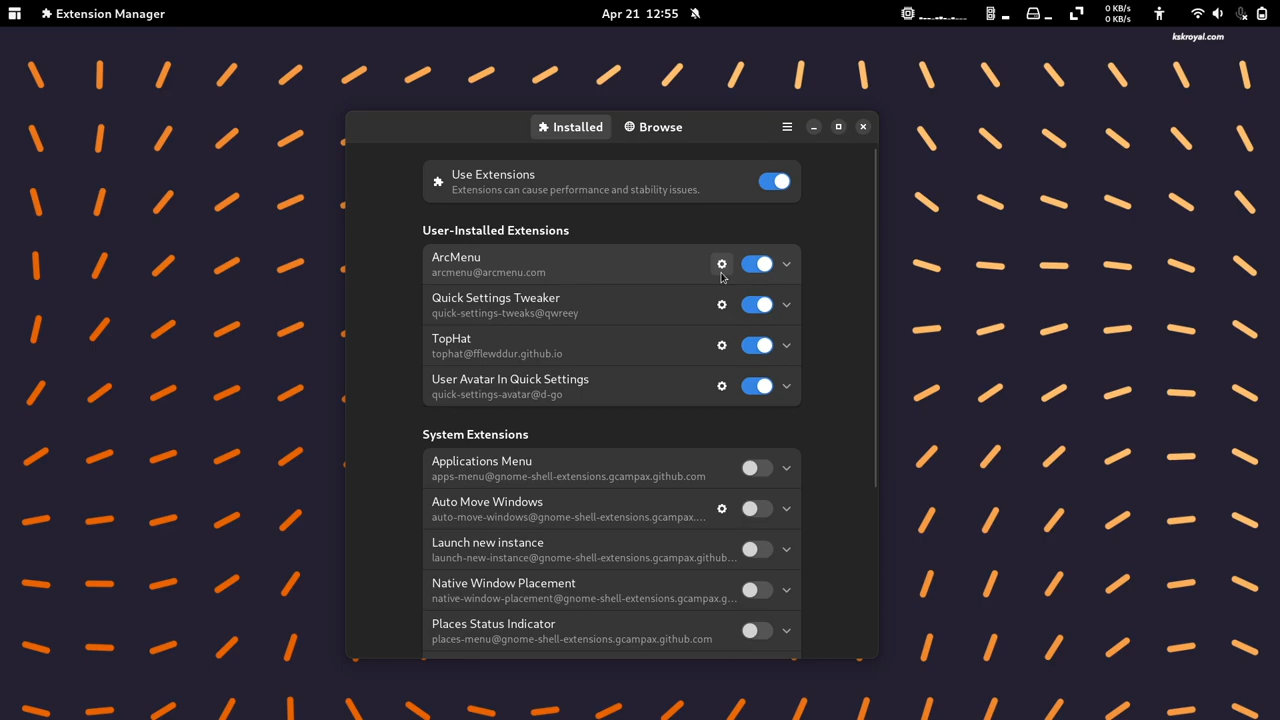 Extension Manager
Apr 21 12:55
0 KB/s
0 KB/s
kskroyal.com
Installed
Browse
Use Extensions
Extensions can cause performance and stability issues.
User-Installed Extensions
ArcMenu
arcmenu@arcmenu.com
Quick Settings Tweaker
quick-settings-tweaks@qwreey
TopHat
tophat@fflewddur.github.io
User Avatar In Quick Settings
quick-settings-avatar@d-go
System Extensions
Applications Menu
apps-menu@gnome-shell-extensions.gcampax.github.com
Auto Move Windows
auto-move-windows@gnome-shell-extensions.gcampax....
Launch new instance
launch-new-instance@gnome-shell-extensions.gcampax.github...
Native Window Placement
native-window-placement@gnome-shell-extensions.gcampax.g...
Places Status Indicator
places-menu@gnome-shell-extensions.gcampax.github.com